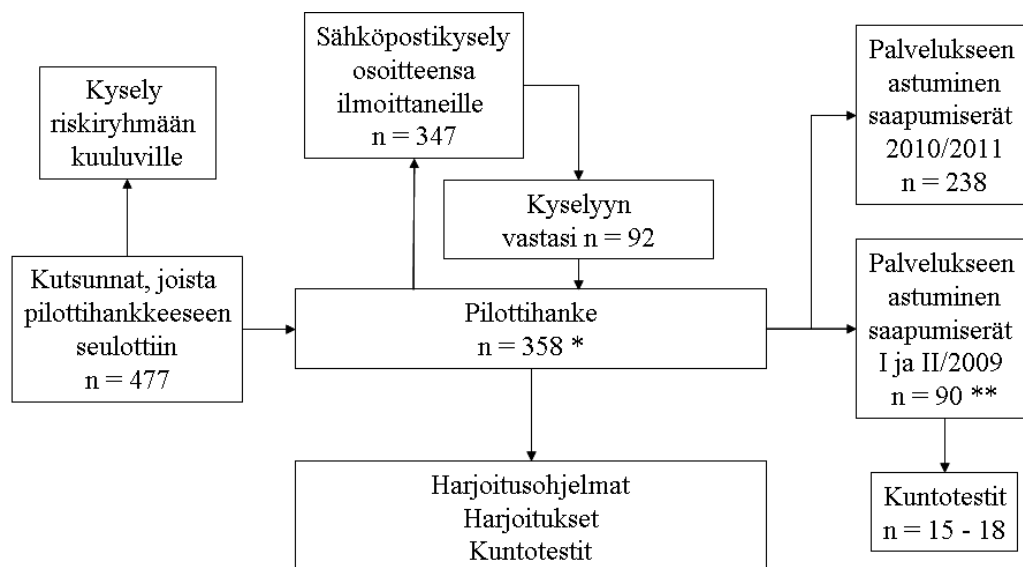 Kysely
riskiryhmään
kuuluville
Kutsunnat, joista
pilottihankkeeseen
seulottiin
n = 477
Sähköpostikysely
osoitteensa
ilmoittaneille
n = 347
Kyselyyn
vastasi n = 92
Pilottihanke
n = 358 *
Harjoitusohjelmat
Harjoitukset
Kuntotestit
Palvelukseen
astuminen
saapumiserät
2010/2011
n = 238
Palvelukseen
astuminen
saapumiserät
I ja II/2009
n = 90 **
Kuntotestit
n = 15 - 18